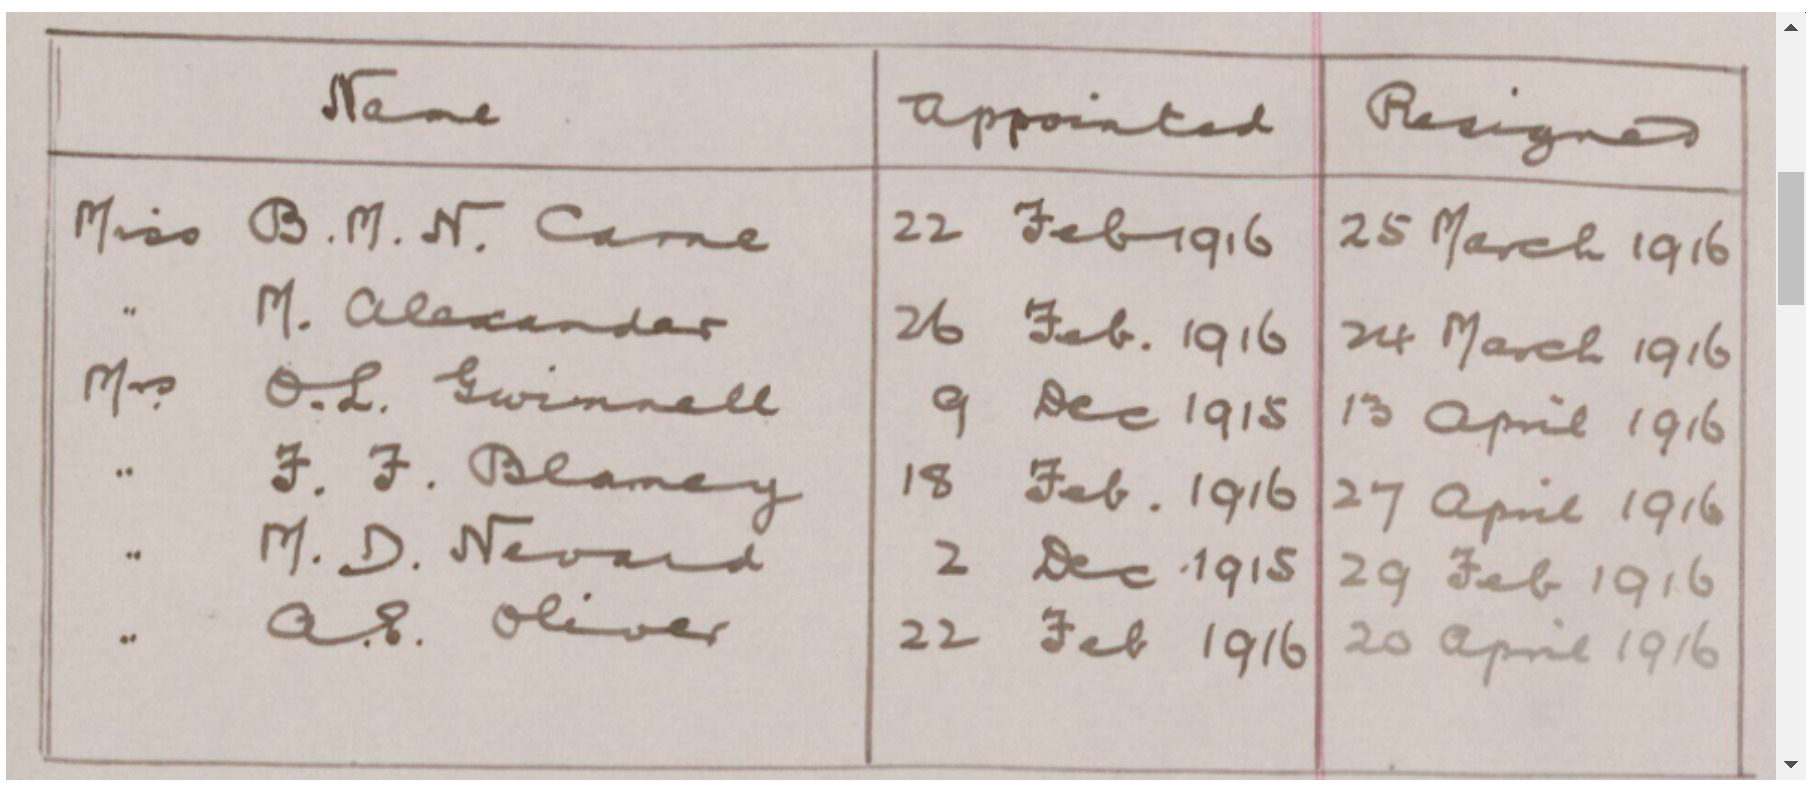 Name Appointed Resigned
Miss B. M. N. Carne 22 Feb 1916 25 March 1916
" M. Alexander 26 Feb. 1916 24 March 1916
Mrs O. L. Gwinnell 9 Dec 1915 13 April 1916
" F. F. Blamey 18 Feb. 1916 27 April 1916
" M. D. Nevard 2 Dec 1915 29 Feb 1916
" A. E. Oliver 22 Feb 1916 20 April 1916